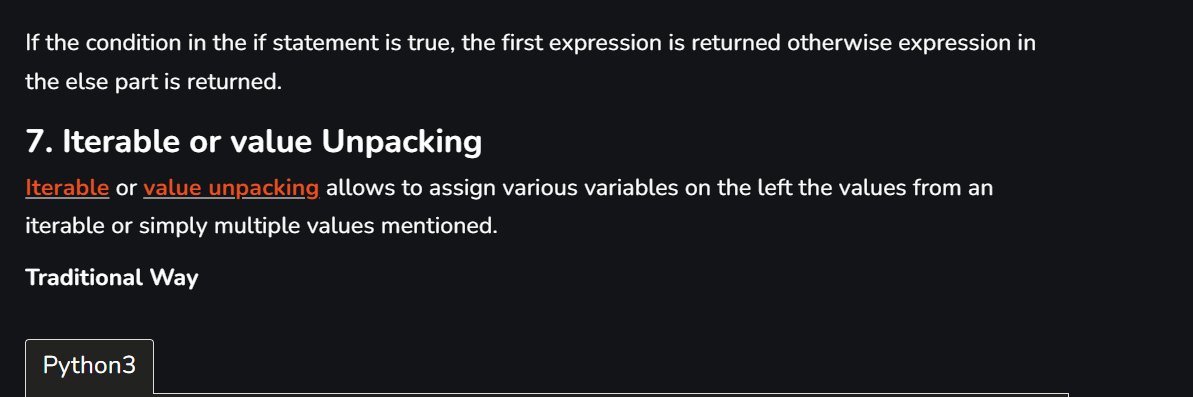 If the condition in the if statement is true, the first expression is returned otherwise expression in
the else part is returned.
7. Iterable or value Unpacking
Iterable or value unpacking allows to assign various variables on the left the values from an
iterable or simply multiple values mentioned.
Traditional Way
Python3